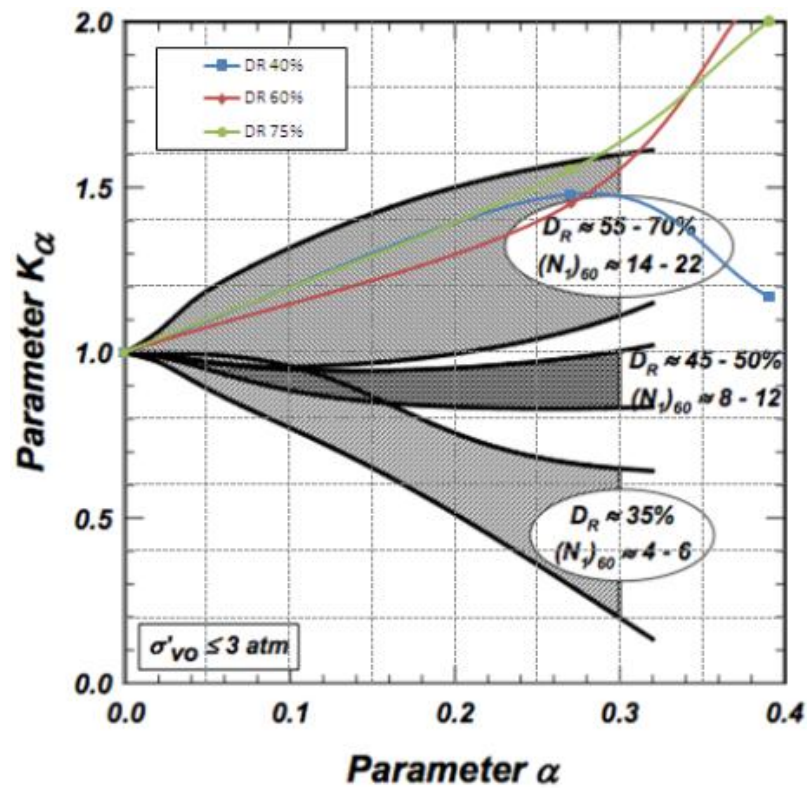 2.0
1.5
1.0
0.5
0.0
Parameter Kα
DR 40%
DR 60%
DR 75%
DR ≈ 55 - 70%
(N1)60 ≈ 14 - 22
DR ≈ 45 - 50%
(N1)60 ≈ 8 - 12
DR ≈ 35%
(N1)60 ≈ 4 - 6
σ'vo ≤ 3 atm
0.0 0.1 0.2 0.3 0.4
Parameter α